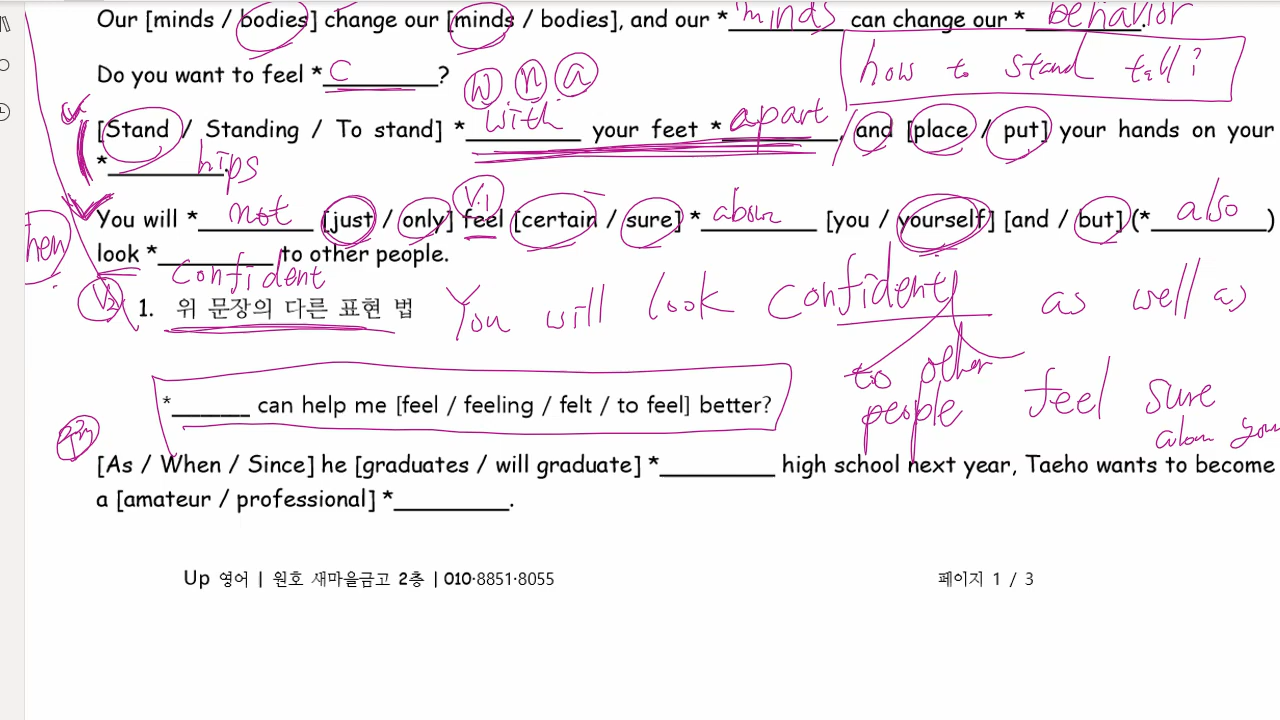 Our [minds / bodies] change our [minds / bodies], and our *minds can change our *behavior.
how to stand tall?
Do you want to feel *c________?
w n a
[Stand / Standing / To stand] *with your feet *apart, and [place / put] your hands on your
*hips.
V.1
You will *not [just / only] feel [certain / sure] *about [you / yourself] [and / but] (*also)
hen look *confident to other people.
V2 1. 위 문장의 다른 표현 법 You will look confident as well as
to other people feel sure
about you
*______ can help me [feel / feeling / felt / to feel] better?
[As / When / Since] he [graduates / will graduate] *_________ high school next year, Taeho wants to become
a [amateur / professional] *_________.
Up 영어 | 원호 새마을금고 2층 | 010·8851·8055 페이지 1 / 3